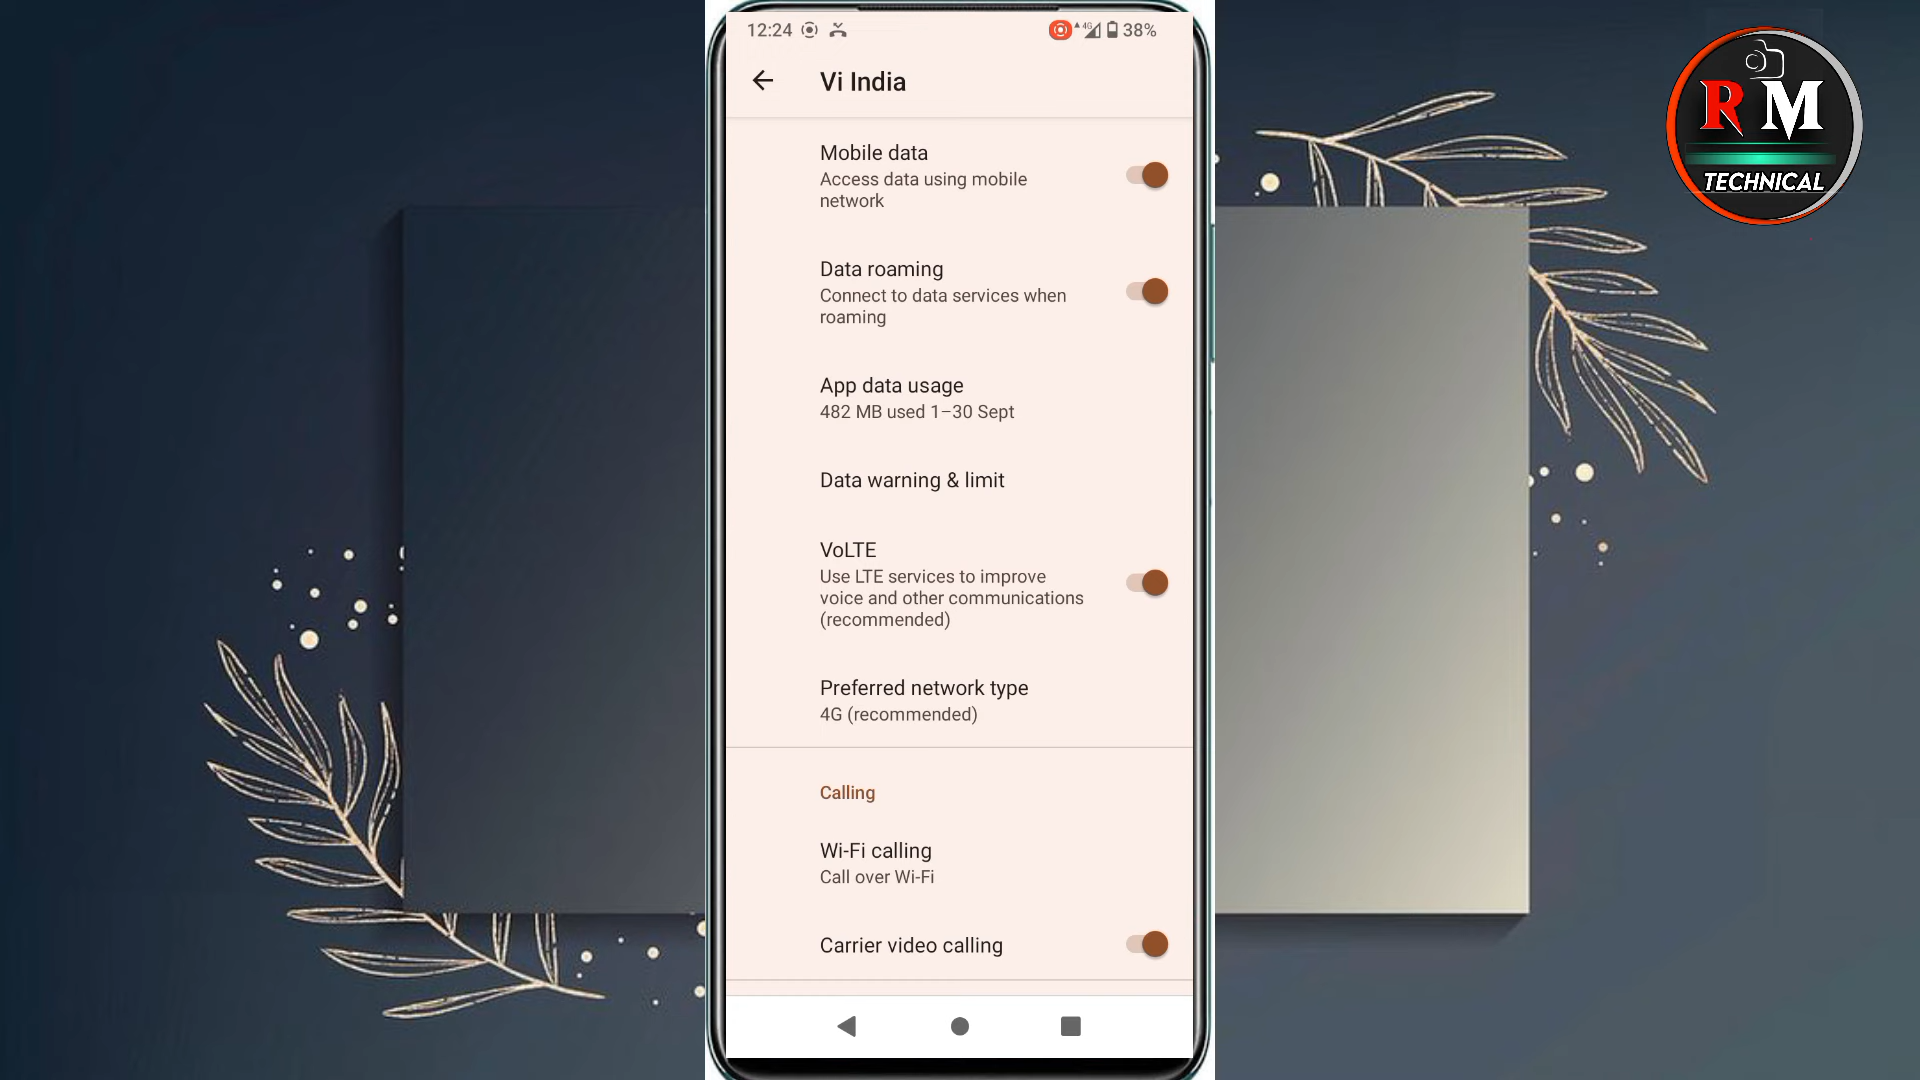 12:24
4G
38%
Vi India
Mobile data
Access data using mobile
network
Data roaming
Connect to data services when
roaming
App data usage
482 MB used 1–30 Sept
Data warning & limit
VoLTE
Use LTE services to improve
voice and other communications
(recommended)
Preferred network type
4G (recommended)
Calling
Wi-Fi calling
Call over Wi-Fi
Carrier video calling
RM
TECHNICAL